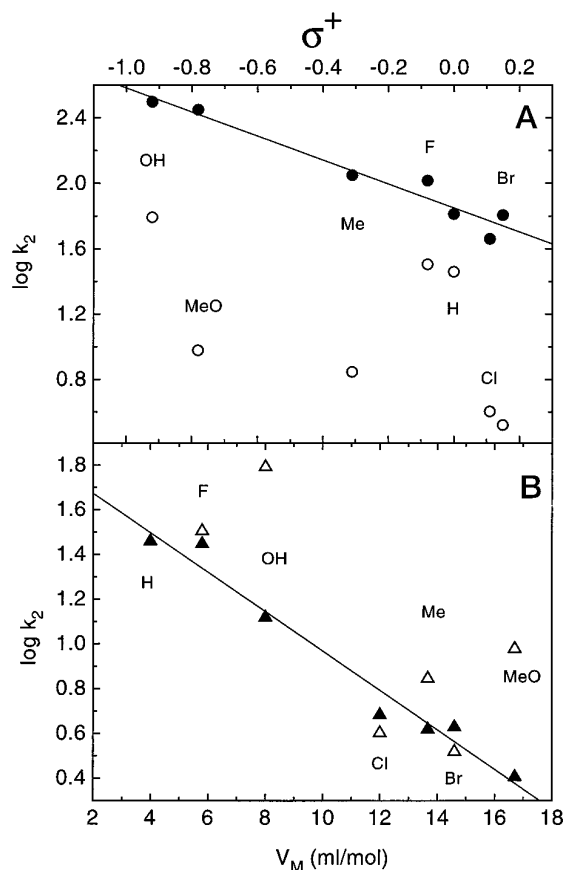 σ+
-1.0 -0.8 -0.6 -0.4 -0.2 0.0 0.2
A
2.4
F
OH
Br
2.0
Me
log k2
1.6
MeO
H
1.2
Cl
0.8
1.8
B
F
1.6
OH
1.4
H
1.2
Me
log k2
1.0
MeO
0.8
Cl
Br
0.6
0.4
2 4 6 8 10 12 14 16 18
VM (ml/mol)